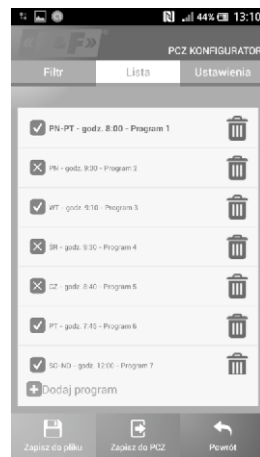 44% 13:10
«F&F»
PCZ KONFIGURATOR
Filtr Lista Ustawienia
PN-PT - godz. 8:00 - Program 1
PN - godz. 9:00 - Program 2
WT - godz. 9:10 - Program 3
SR - godz. 9:30 - Program 4
CZ - godz. 8:40 - Program 5
PT - godz. 7:45 - Program 6
SO-ND - godz. 12:00 - Program 7
Dodaj program
Zapisz do pliku Zapisz do PCZ Powrót